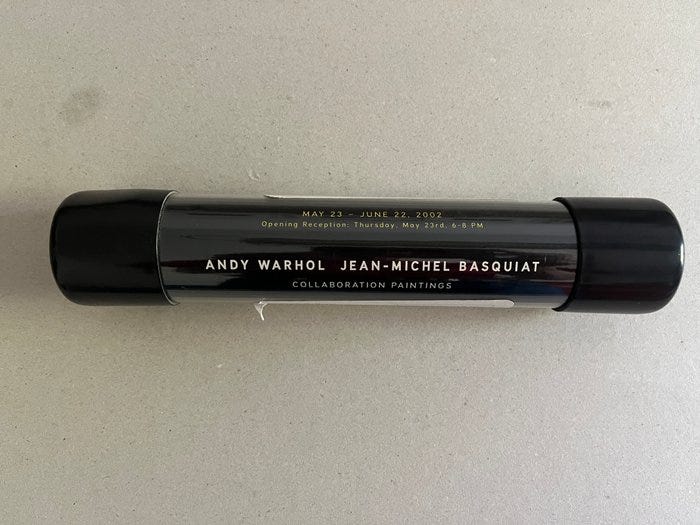 MAY 23 – JUNE 22, 2002
Opening Reception: Thursday, May 23rd, 6-8 PM
ANDY WARHOL JEAN-MICHEL BASQUIAT
COLLABORATION PAINTINGS